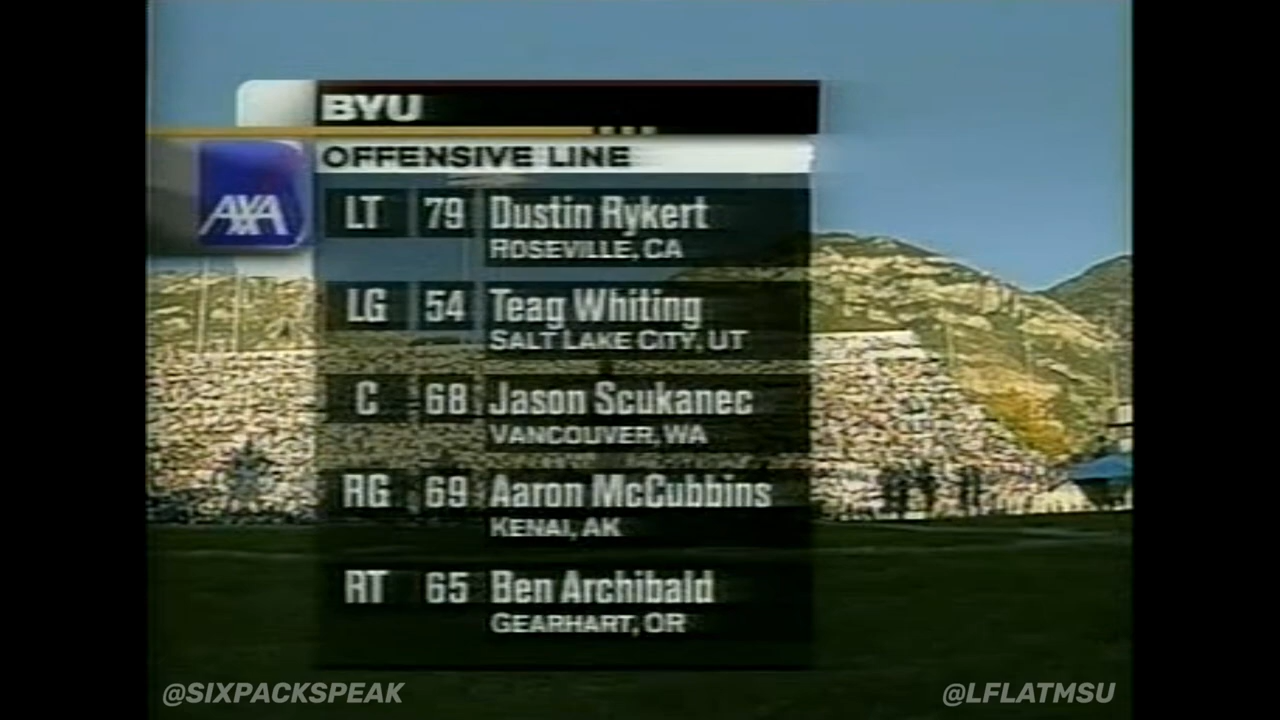 BYU
OFFENSIVE LINE
AXA
LT 79 Dustin Rykert
ROSEVILLE, CA
LG 54 Teag Whiting
SALT LAKE CITY, UT
C 68 Jason Scukanec
VANCOUVER, WA
RG 69 Aaron McCubbins
KENAI, AK
RT 65 Ben Archibald
GEARHART, OR
@SIXPACKSPEAK
@LFLATMSU